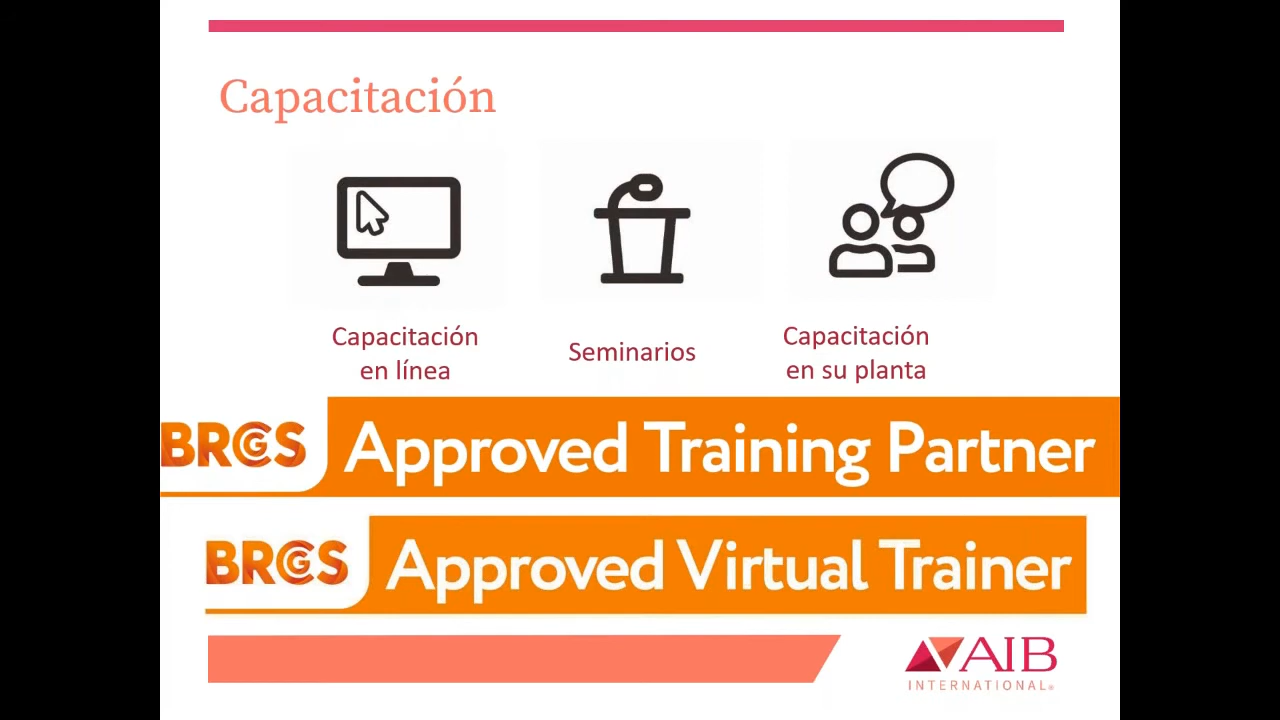 Capacitación
Capacitación
en línea
Seminarios
Capacitación
en su planta
BRCGS Approved Training Partner
BRCGS Approved Virtual Trainer
AIB
INTERNATIONAL®